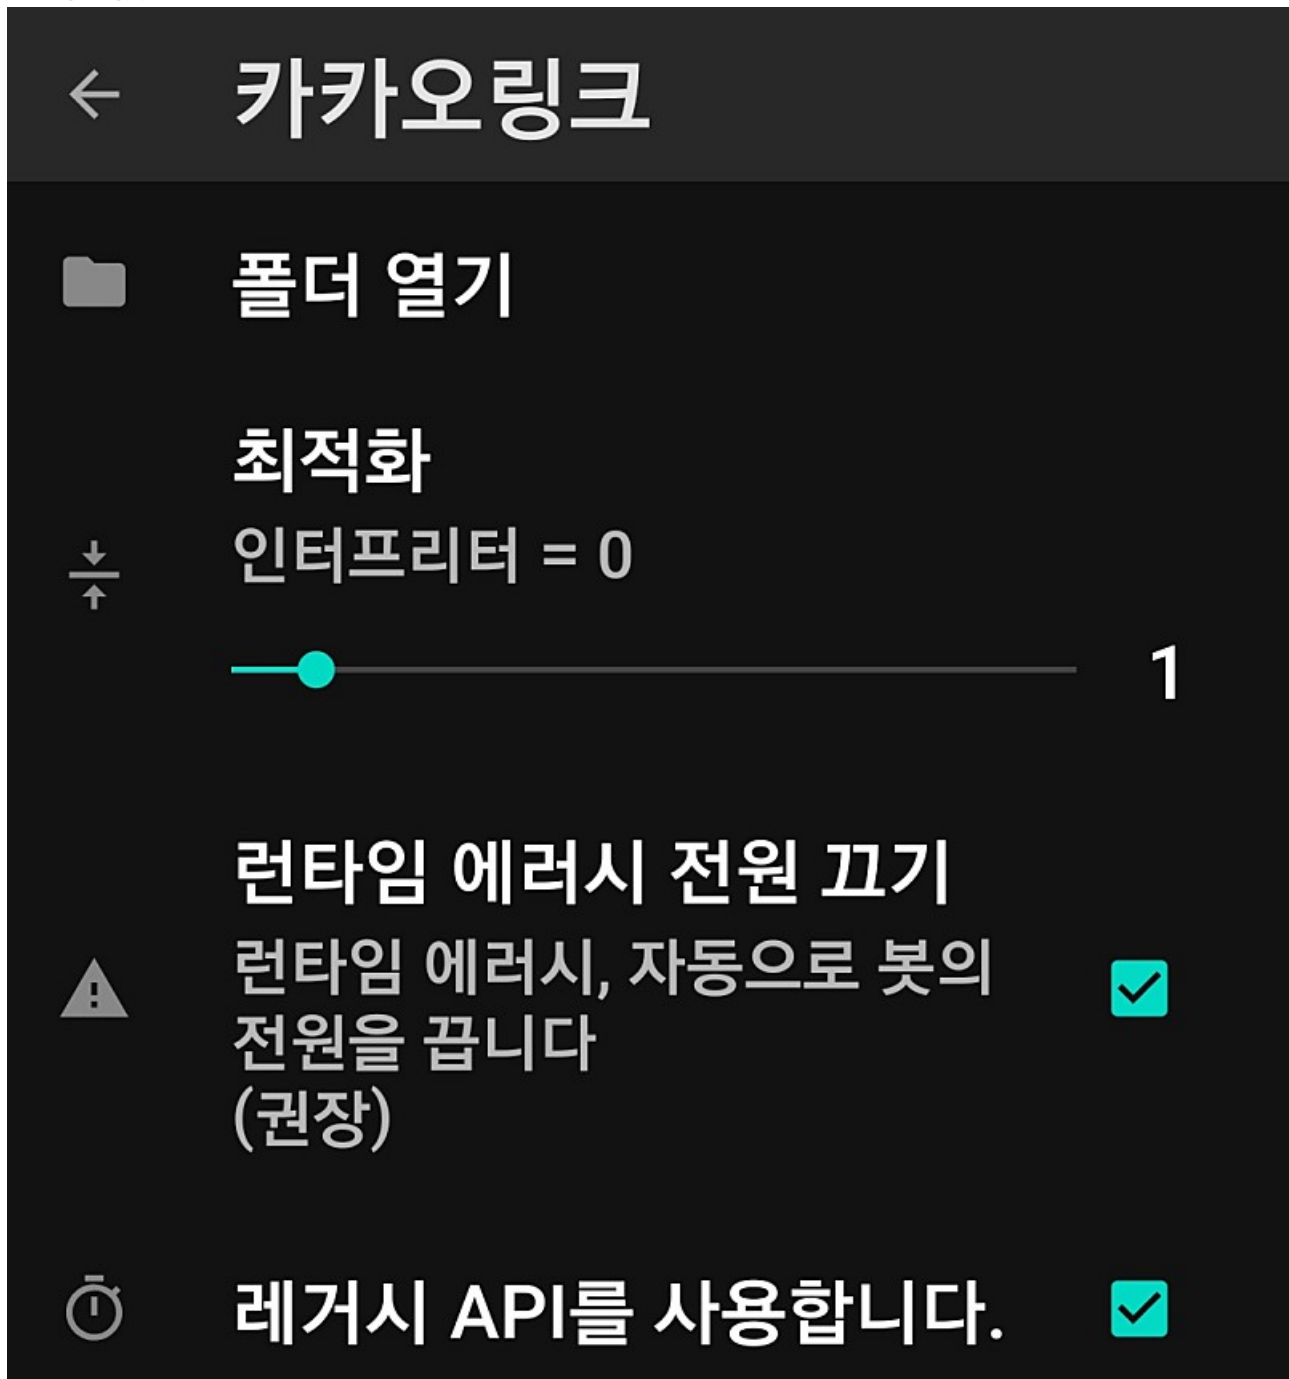 카카오링크
폴더 열기
최적화
인터프리터 = 0
1
런타임 에러시 전원 끄기
런타임 에러시, 자동으로 봇의
전원을 끕니다
(권장)
레거시 API를 사용합니다.